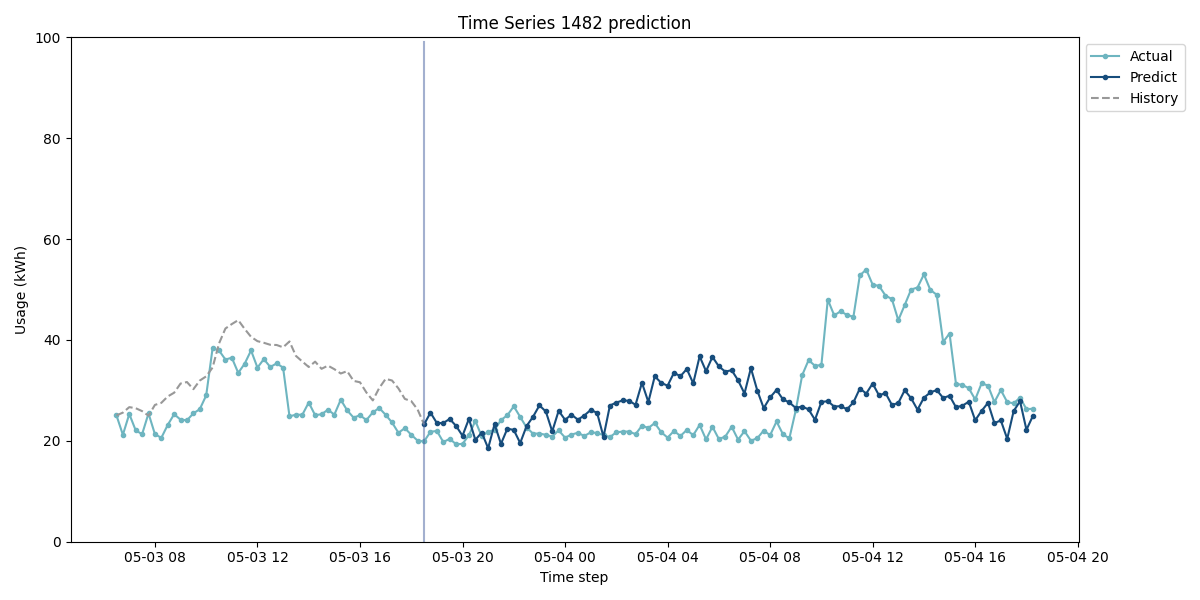 Time Series 1482 prediction
100
80
60
40
20
0
Usage (kWh)
05-03 08
05-03 12
05-03 16
05-03 20
05-04 00
05-04 04
05-04 08
05-04 12
05-04 16
05-04 20
Time step
Actual
Predict
History